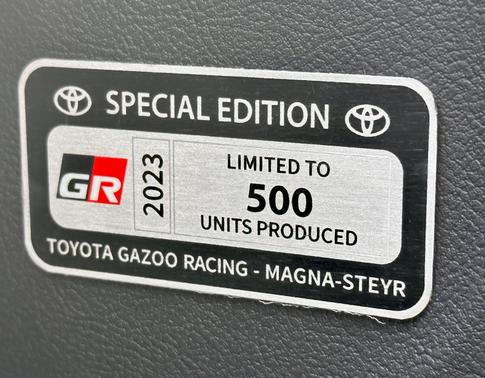 SPECIAL EDITION
GR
2023
LIMITED TO
500
UNITS PRODUCED
TOYOTA GAZOO RACING - MAGNA-STEYR